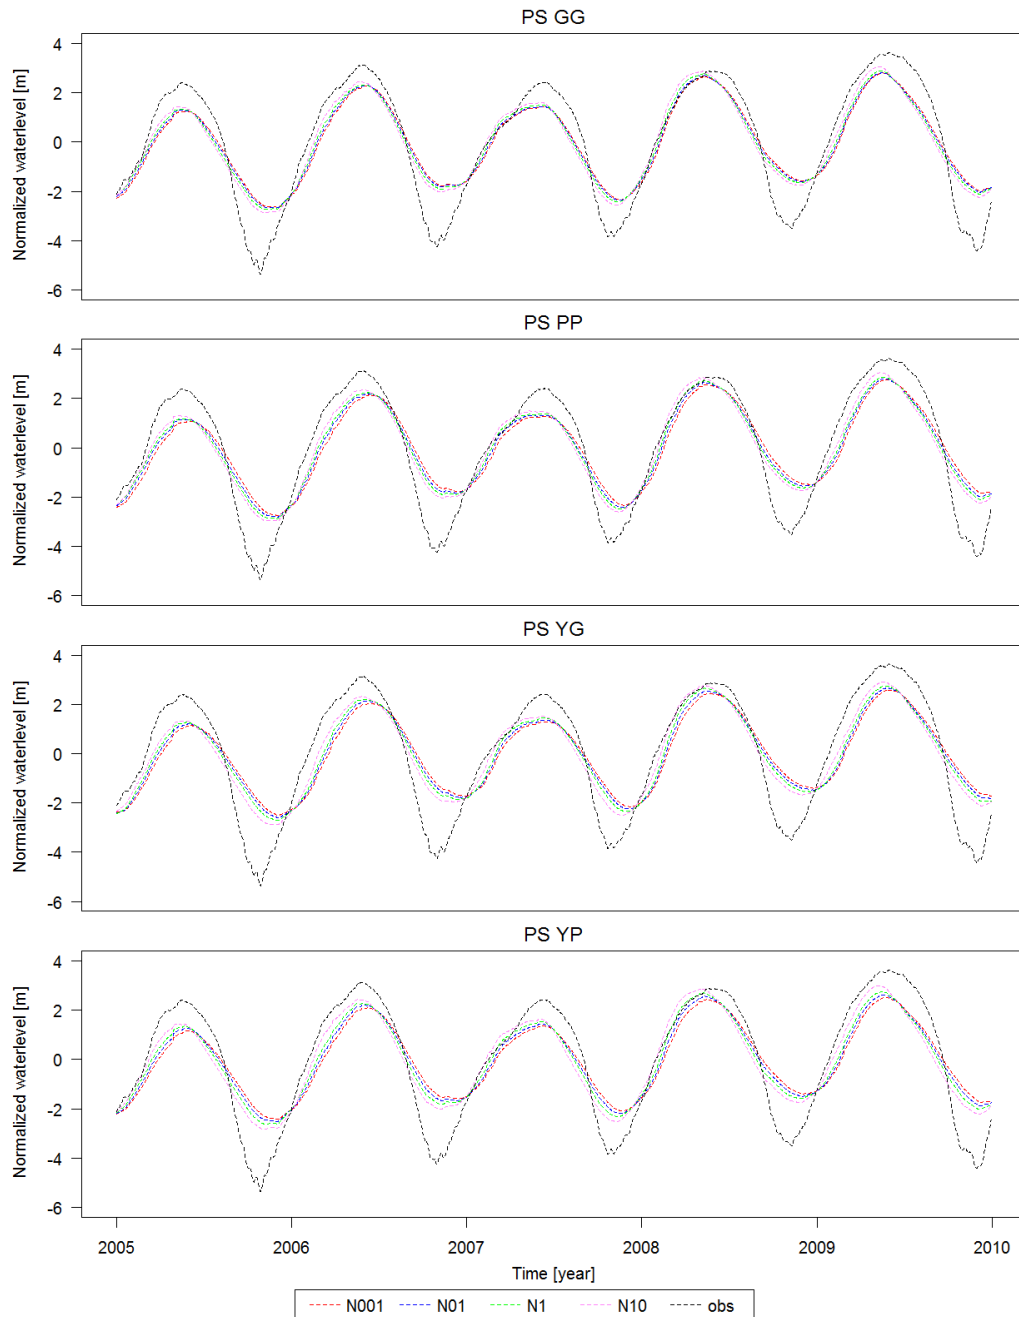 PS GG
Normalized waterlevel [m]
4
2
0
-2
-4
-6
PS PP
Normalized waterlevel [m]
4
2
0
-2
-4
-6
PS YG
Normalized waterlevel [m]
4
2
0
-2
-4
-6
PS YP
Normalized waterlevel [m]
4
2
0
-2
-4
-6
2005 2006 2007 2008 2009 2010
Time [year]
N001 N01 N1 N10 obs